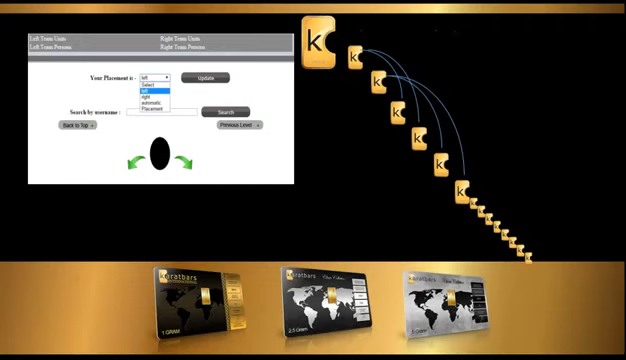 Left Team Units
Right Team Units
Left Team Persons
Right Team Persons
Your Placement is -
left
Update
Select
left
right
automatic
Placement
Search by username :
Search
Back to Top
Previous Level
k
k
k
k
k
k
k
karatbars
1 GRAM
karatbars
2,5 Gram
karatbars
Gram